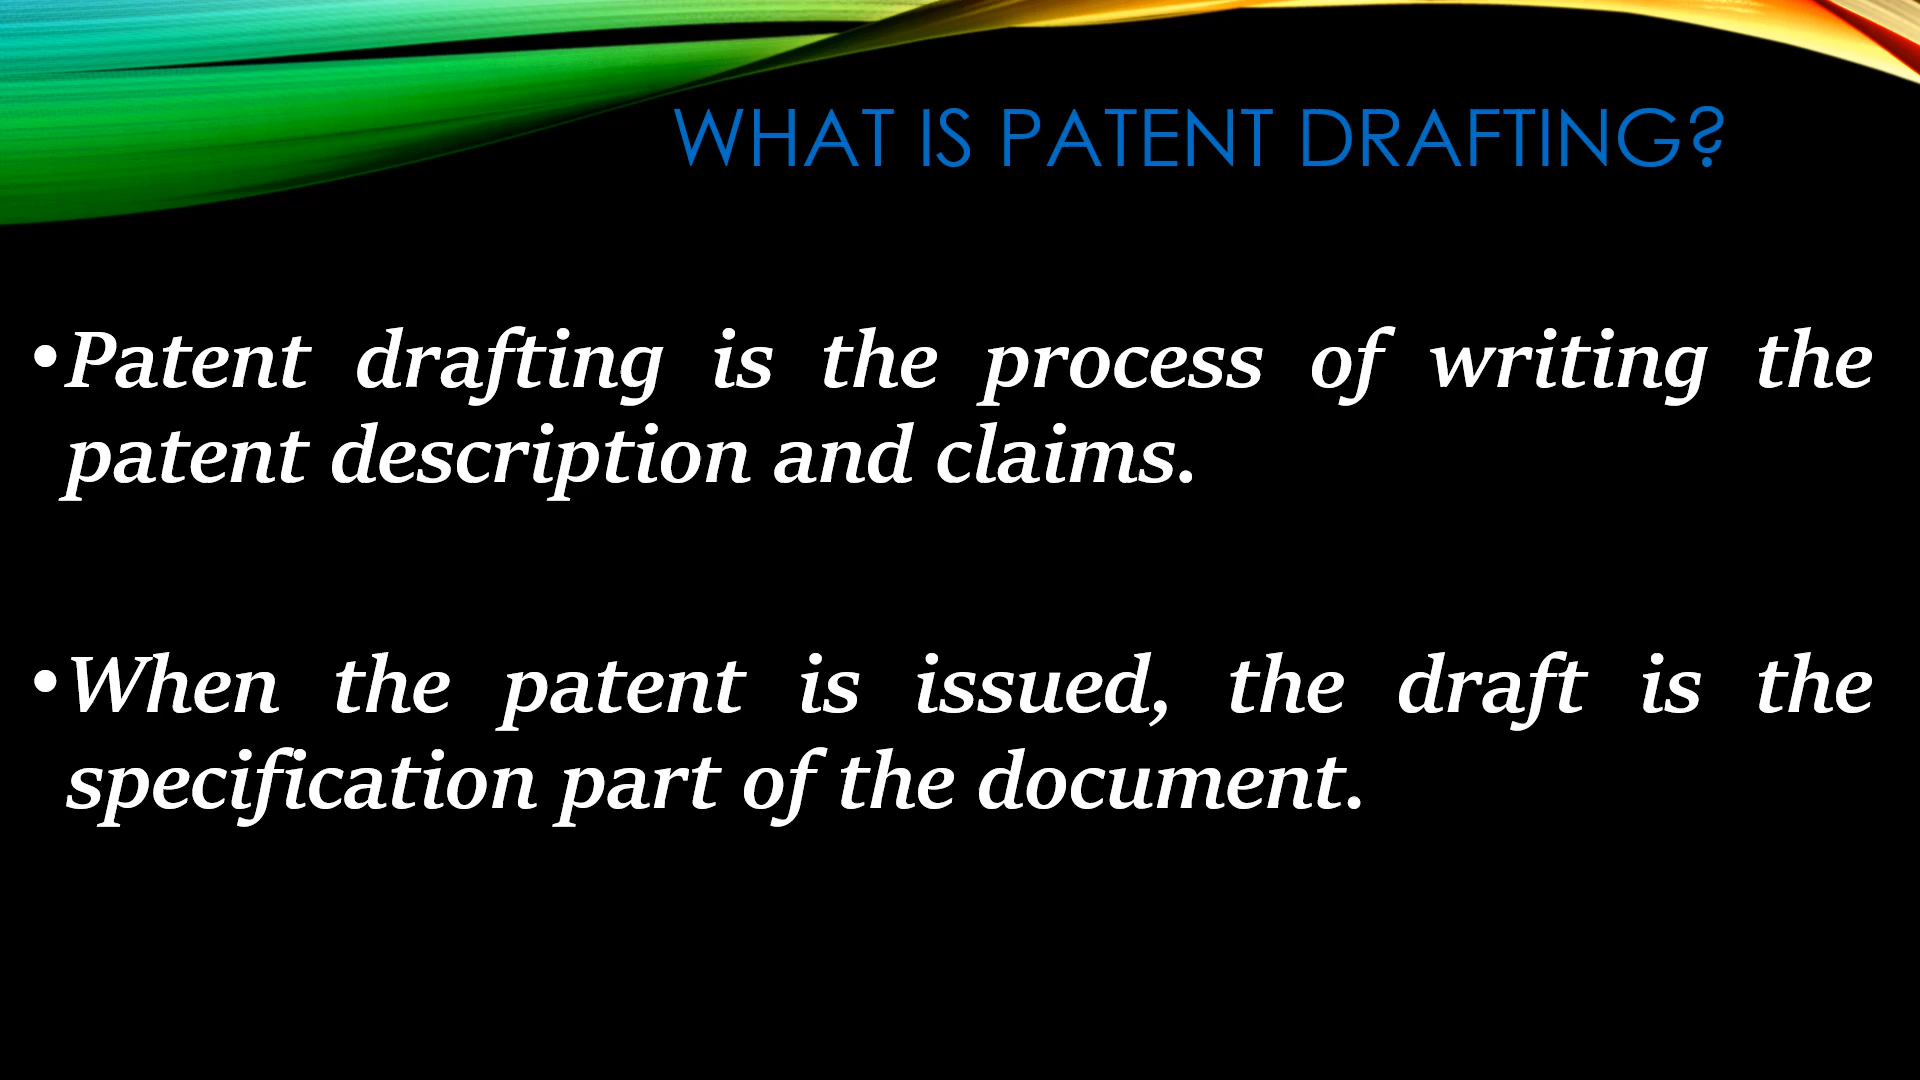 WHAT IS PATENT DRAFTING?
•Patent drafting is the process of writing the
patent description and claims.
•When the patent is issued, the draft is the
specification part of the document.